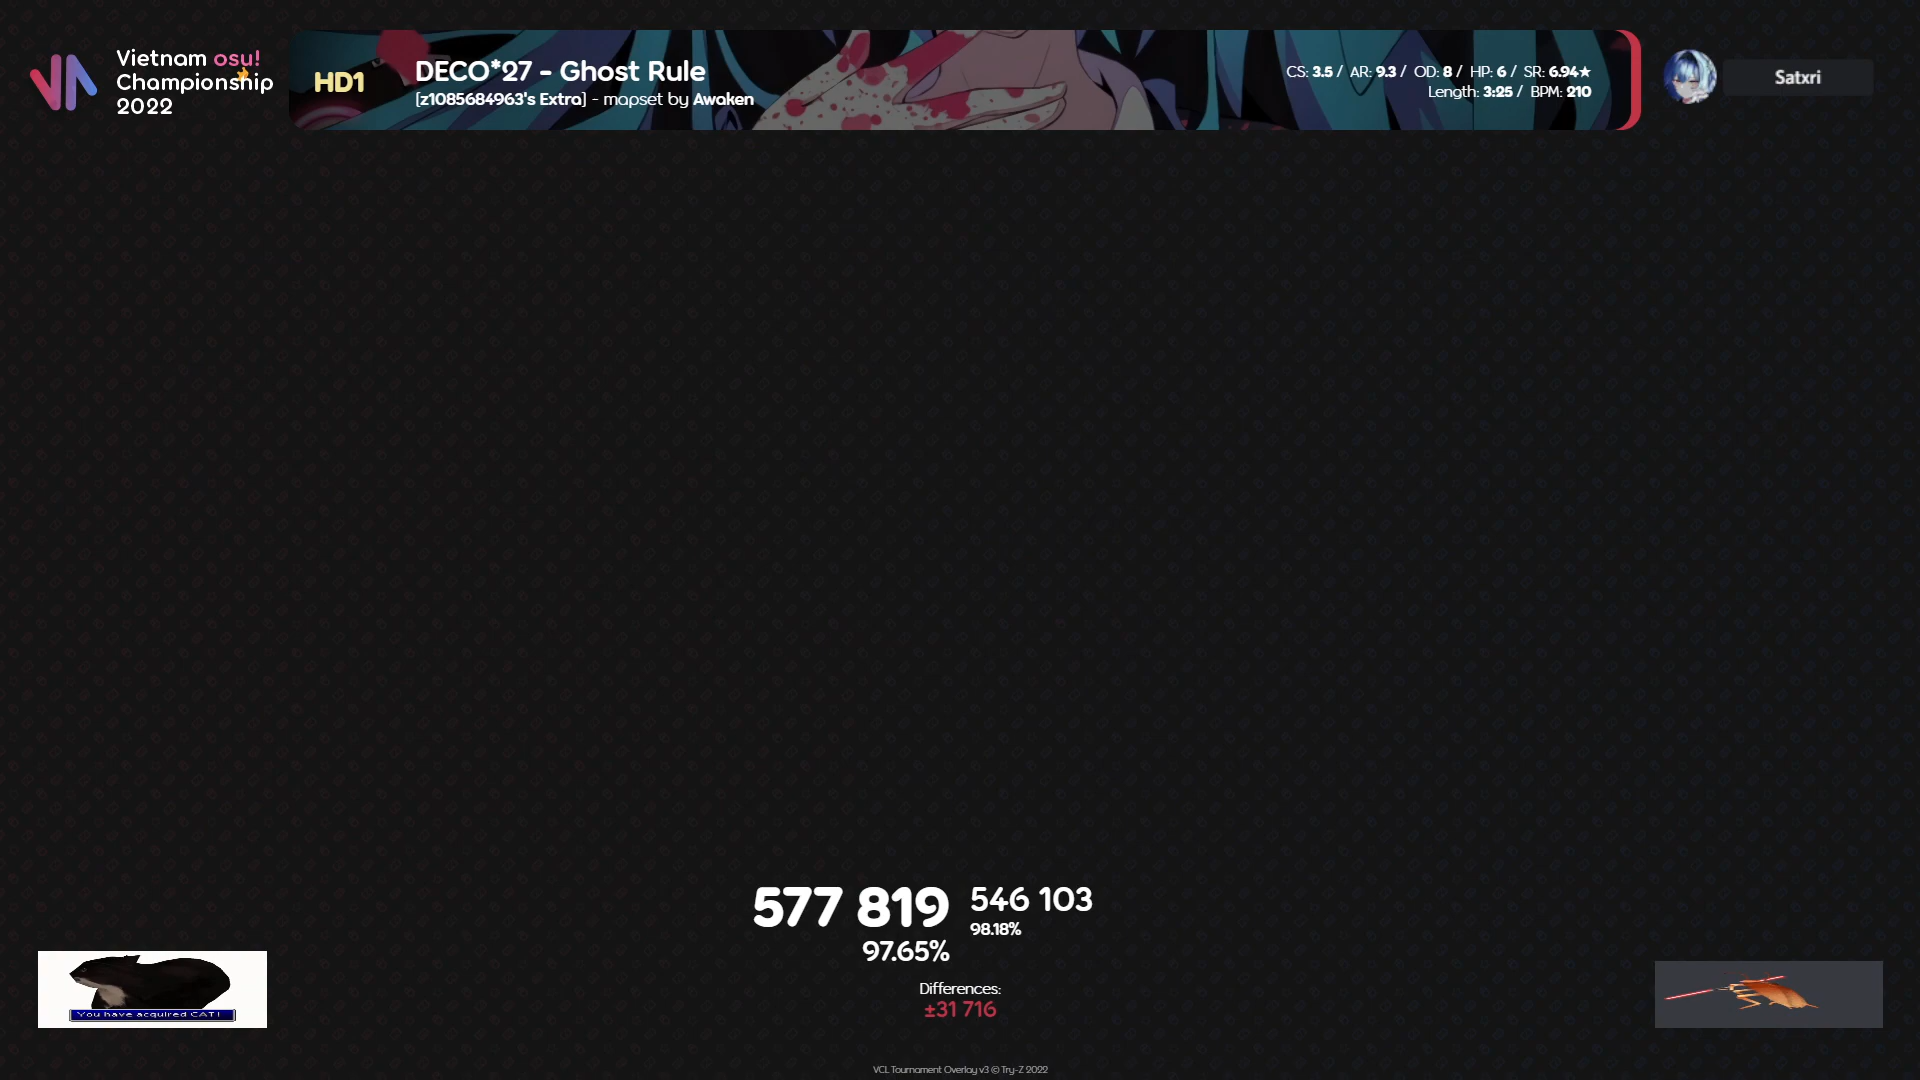 Vietnam osu!
Championship
2022
HD1
DECO*27 - Ghost Rule
[z1085684963's Extra] - mapset by Awaken
CS: 3.5 / AR: 9.3 / OD: 8 / HP: 6 / SR: 6.94★
Length: 3:25 / BPM: 210
Satxri
577 819
97.65%
546 103
98.18%
Differences:
±31 716
You have acquired CAT!
VCL Tournament Overlay v3 © Try-Z 2022